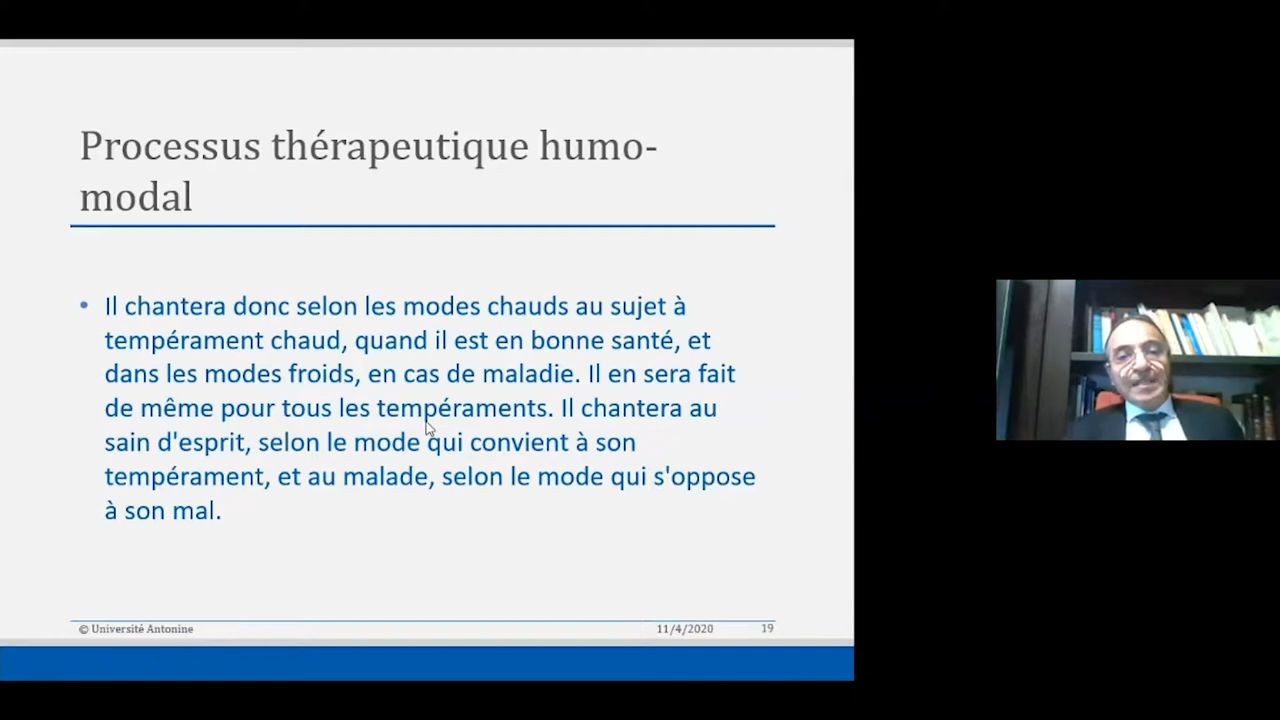 Processus thérapeutique humo-
modal
• Il chantera donc selon les modes chauds au sujet à
tempérament chaud, quand il est en bonne santé, et
dans les modes froids, en cas de maladie. Il en sera fait
de même pour tous les tempéraments. Il chantera au
sain d'esprit, selon le mode qui convient à son
tempérament, et au malade, selon le mode qui s'oppose
à son mal.
© Université Antonine 11/4/2020 19